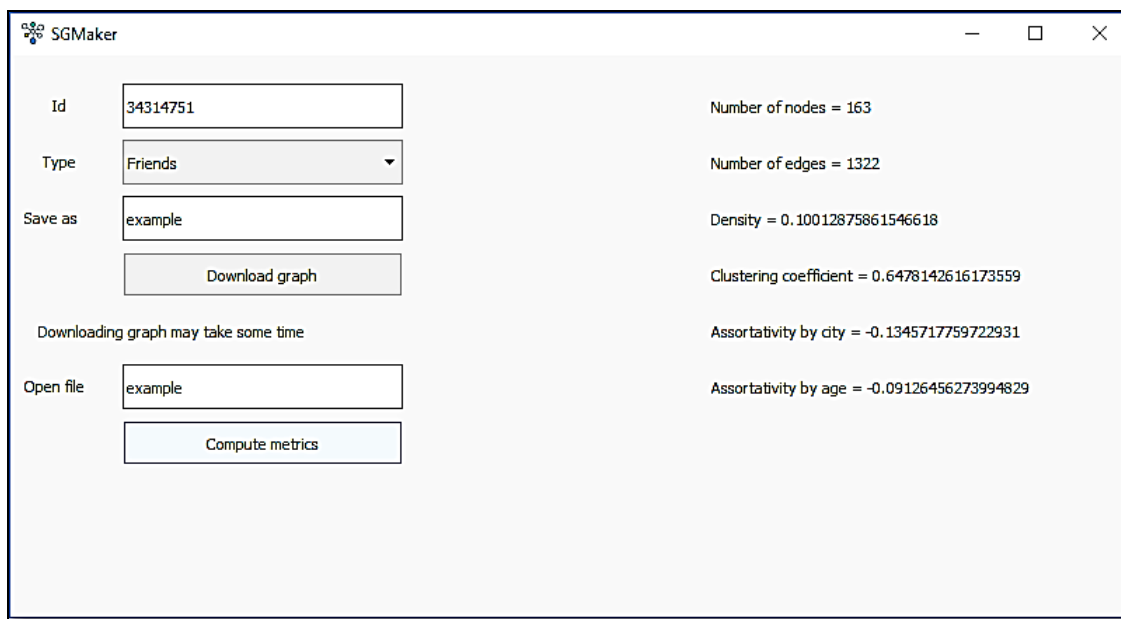 SGMaker
Id
34314751
Number of nodes = 163
Type
Friends
Number of edges = 1322
Save as
example
Density = 0.10012875861546618
Download graph
Clustering coefficient = 0.6478142616173559
Downloading graph may take some time
Assortativity by city = -0.1345717759722931
Open file
example
Assortativity by age = -0.09126456273994829
Compute metrics